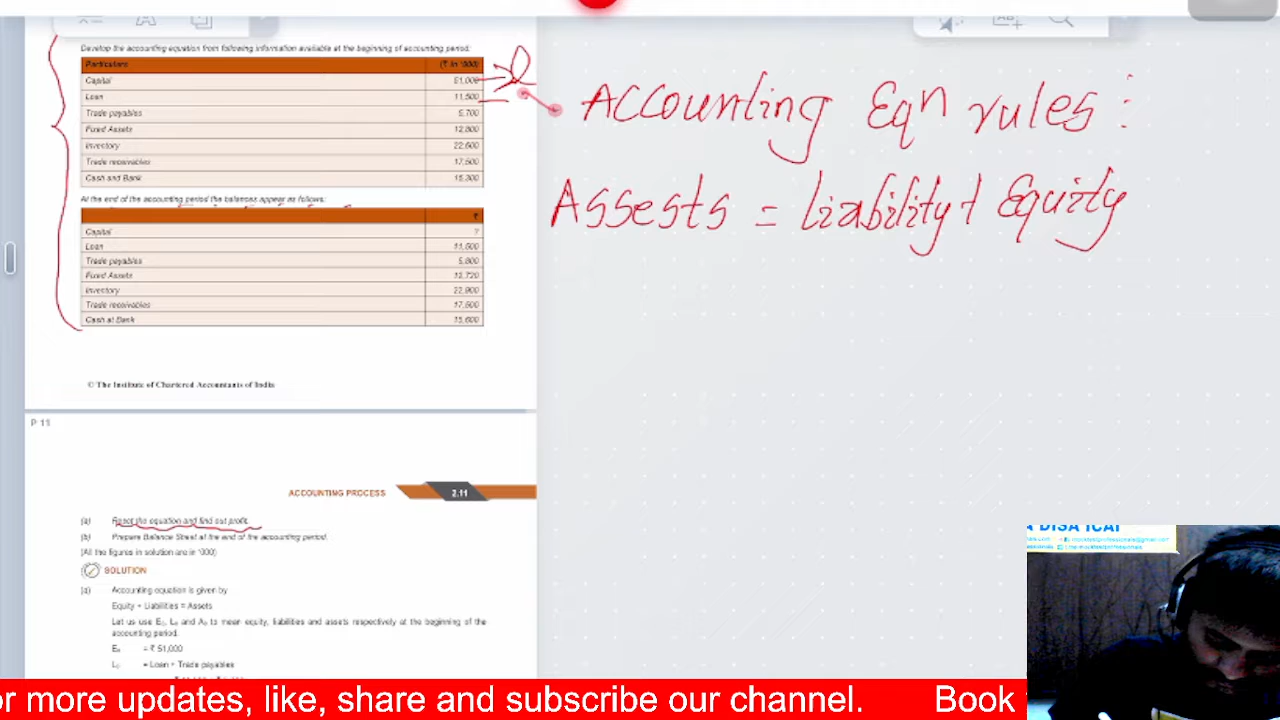 Develop the accounting equation from following information available at the beginning of accounting period:
Particulars (₹ in '000)
Capital 51,000
Loan 11,500
Trade payables 5,700
Fixed Assets 12,800
Inventory 22,600
Trade receivables 17,500
Cash and Bank 15,300
At the end of the accounting period the balances appear as follows:
₹
Capital ?
Loan 11,500
Trade payables 5,800
Fixed Assets 12,720
Inventory 22,900
Trade receivables 17,500
Cash at Bank 15,600
© The Institute of Chartered Accountants of India
P 11
ACCOUNTING PROCESS 2.11
(a) Reset the equation and find out profit.
(b) Prepare Balance Sheet at the end of the accounting period.
(All the figures in solution are in '000)
SOLUTION
(a) Accounting equation is given by
Equity + Liabilities = Assets
Let us use E₀, L₀ and A₀ to mean equity, liabilities and assets respectively at the beginning of the
accounting period.
E₀ = ₹ 51,000
L₀ = Loan + Trade payables
Accounting Eqn rules :
Assests = Liability + Equity
DISA ICAI
or more updates, like, share and subscribe our channel. Book